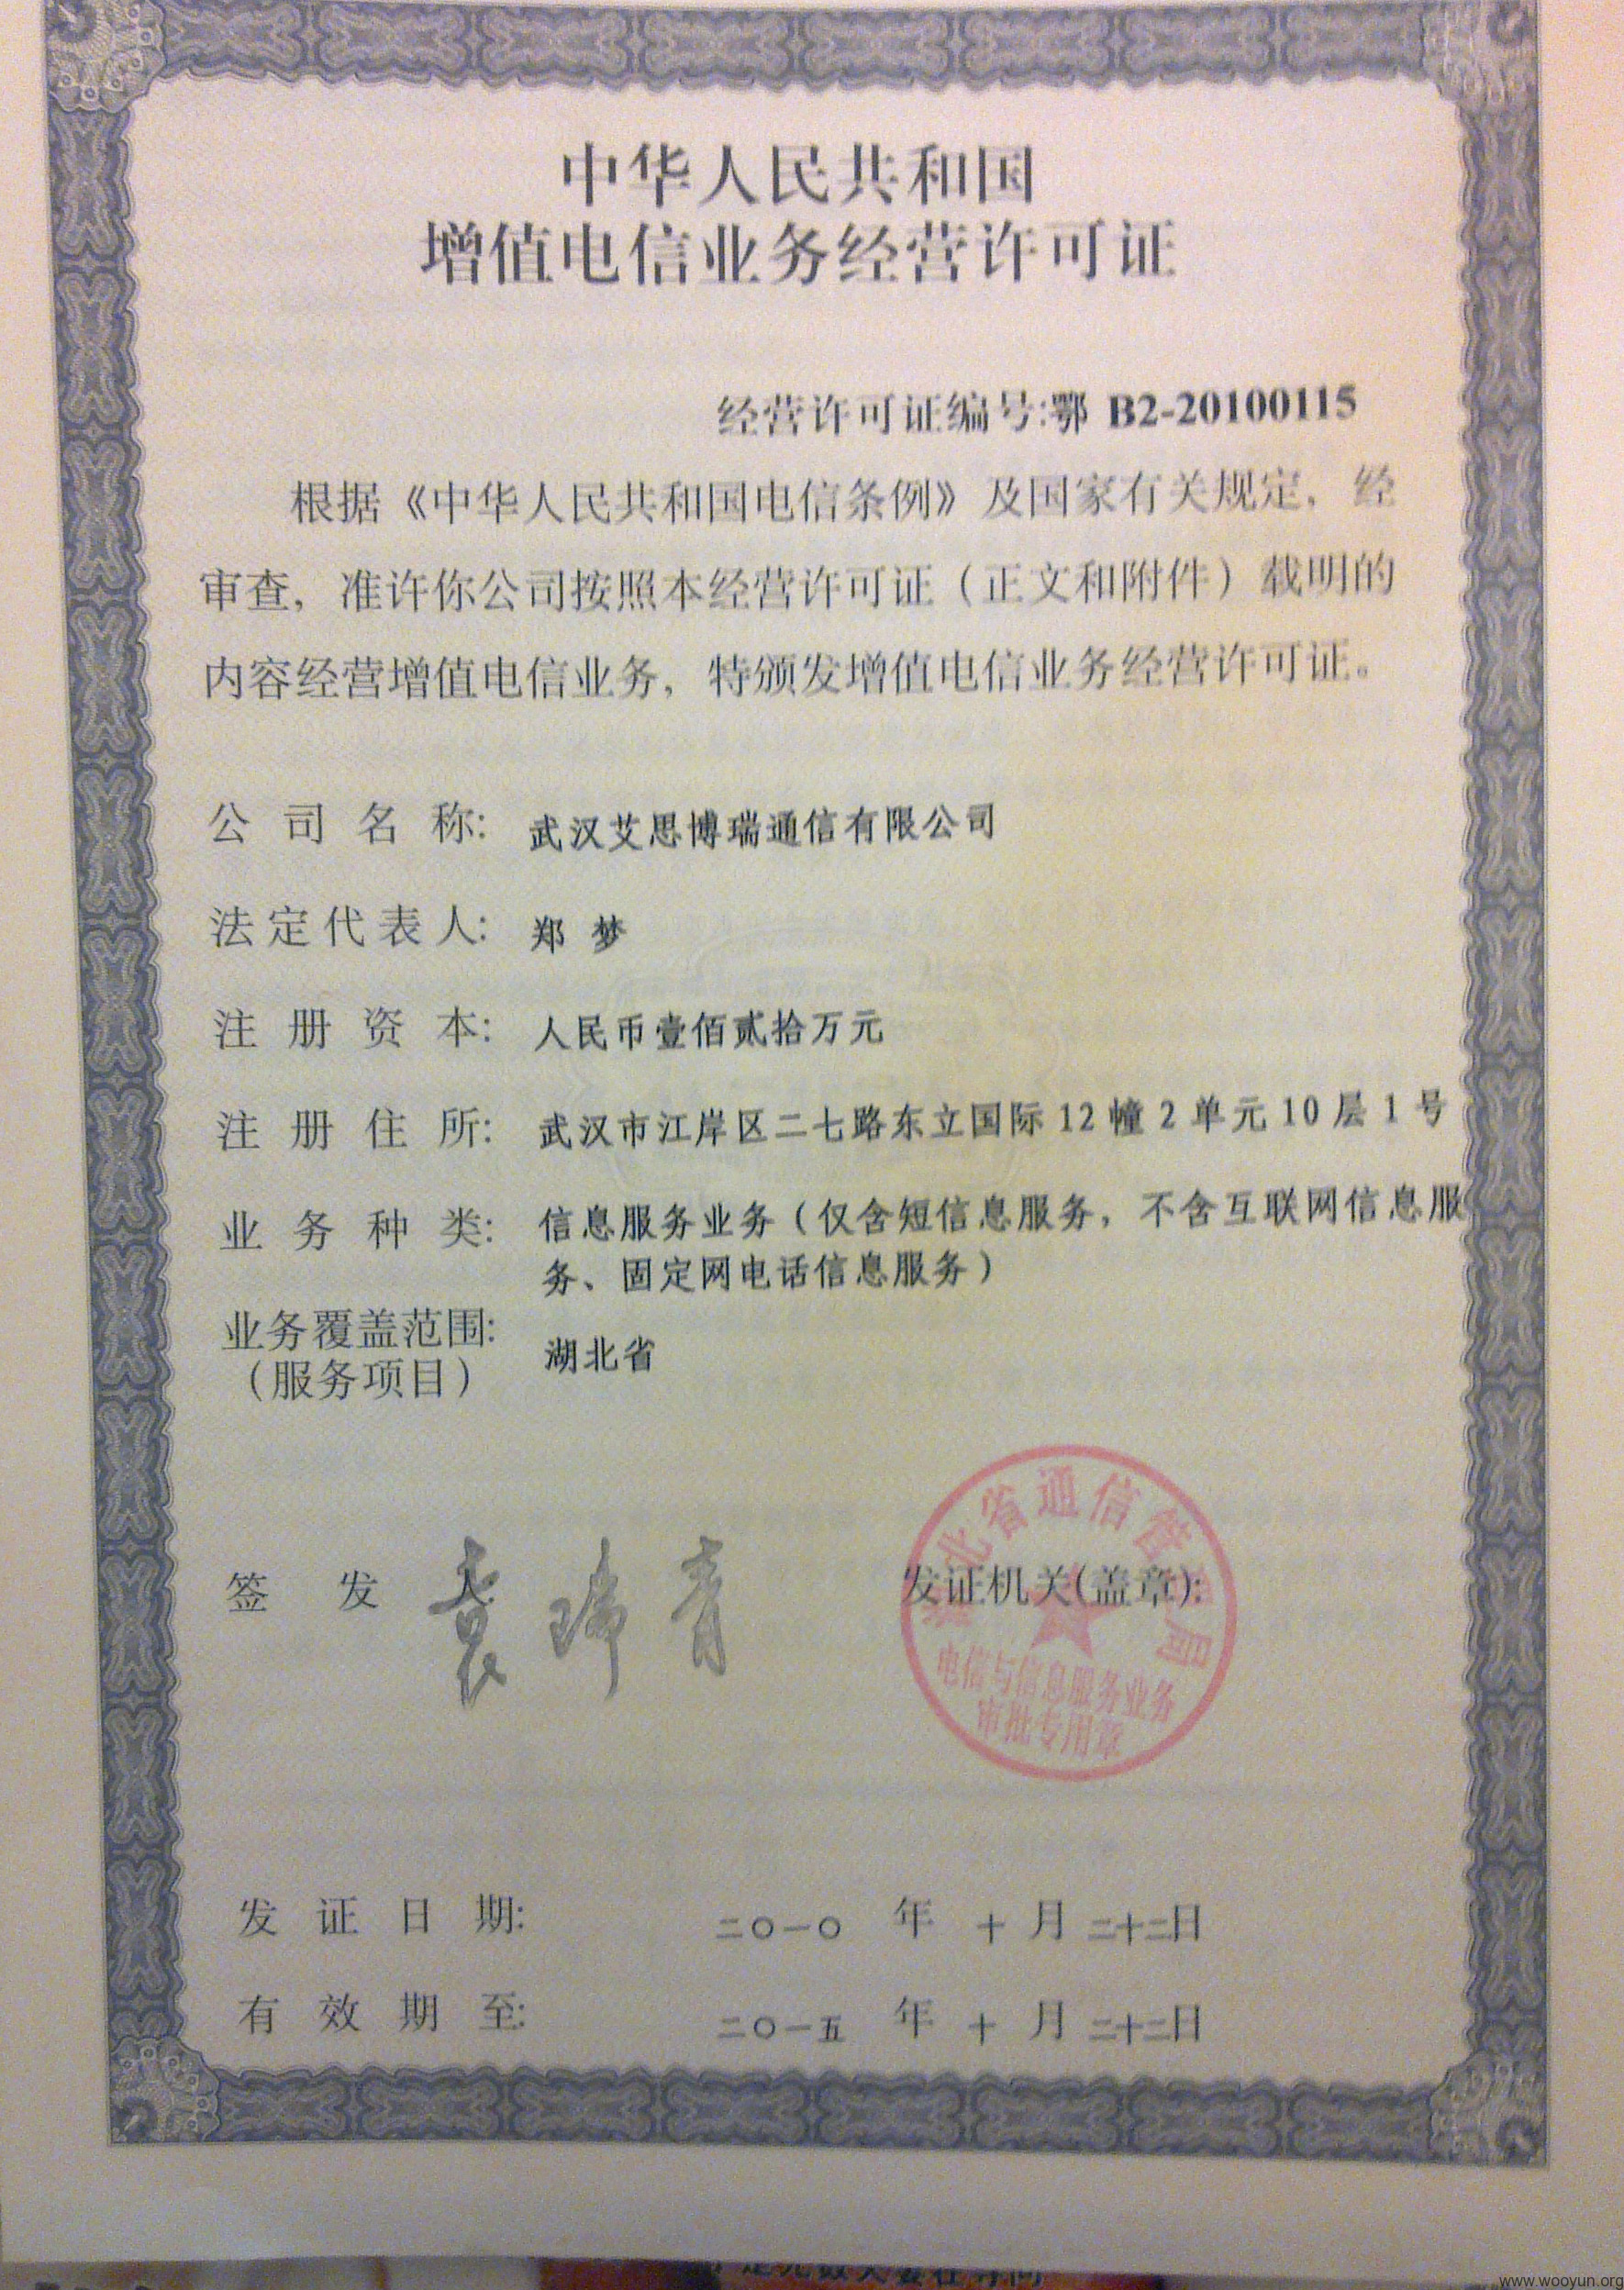 中华人民共和国
增值电信业务经营许可证
经营许可证编号:鄂 B2-20100115
根据《中华人民共和国电信条例》及国家有关规定，经
审查，准许你公司按照本经营许可证（正文和附件）载明的
内容经营增值电信业务，特颁发增值电信业务经营许可证。
公司名称: 武汉艾思博瑞通信有限公司
法定代表人: 郑 梦
注册资本: 人民币壹佰贰拾万元
注册住所: 武汉市江岸区二七路东立国际12幢2单元10层1号
业务种类: 信息服务业务（仅含短信息服务，不含互联网信息服
务、固定网电话信息服务）
业务覆盖范围:
（服务项目） 湖北省
签发人
发证机关(盖章):
湖北省通信管理局
电信与信息服务业务
审批专用章
发证日期: 二〇一〇 年 十 月 二十二日
有效期至: 二〇一五 年 十 月 二十二日
www.wooyun.org